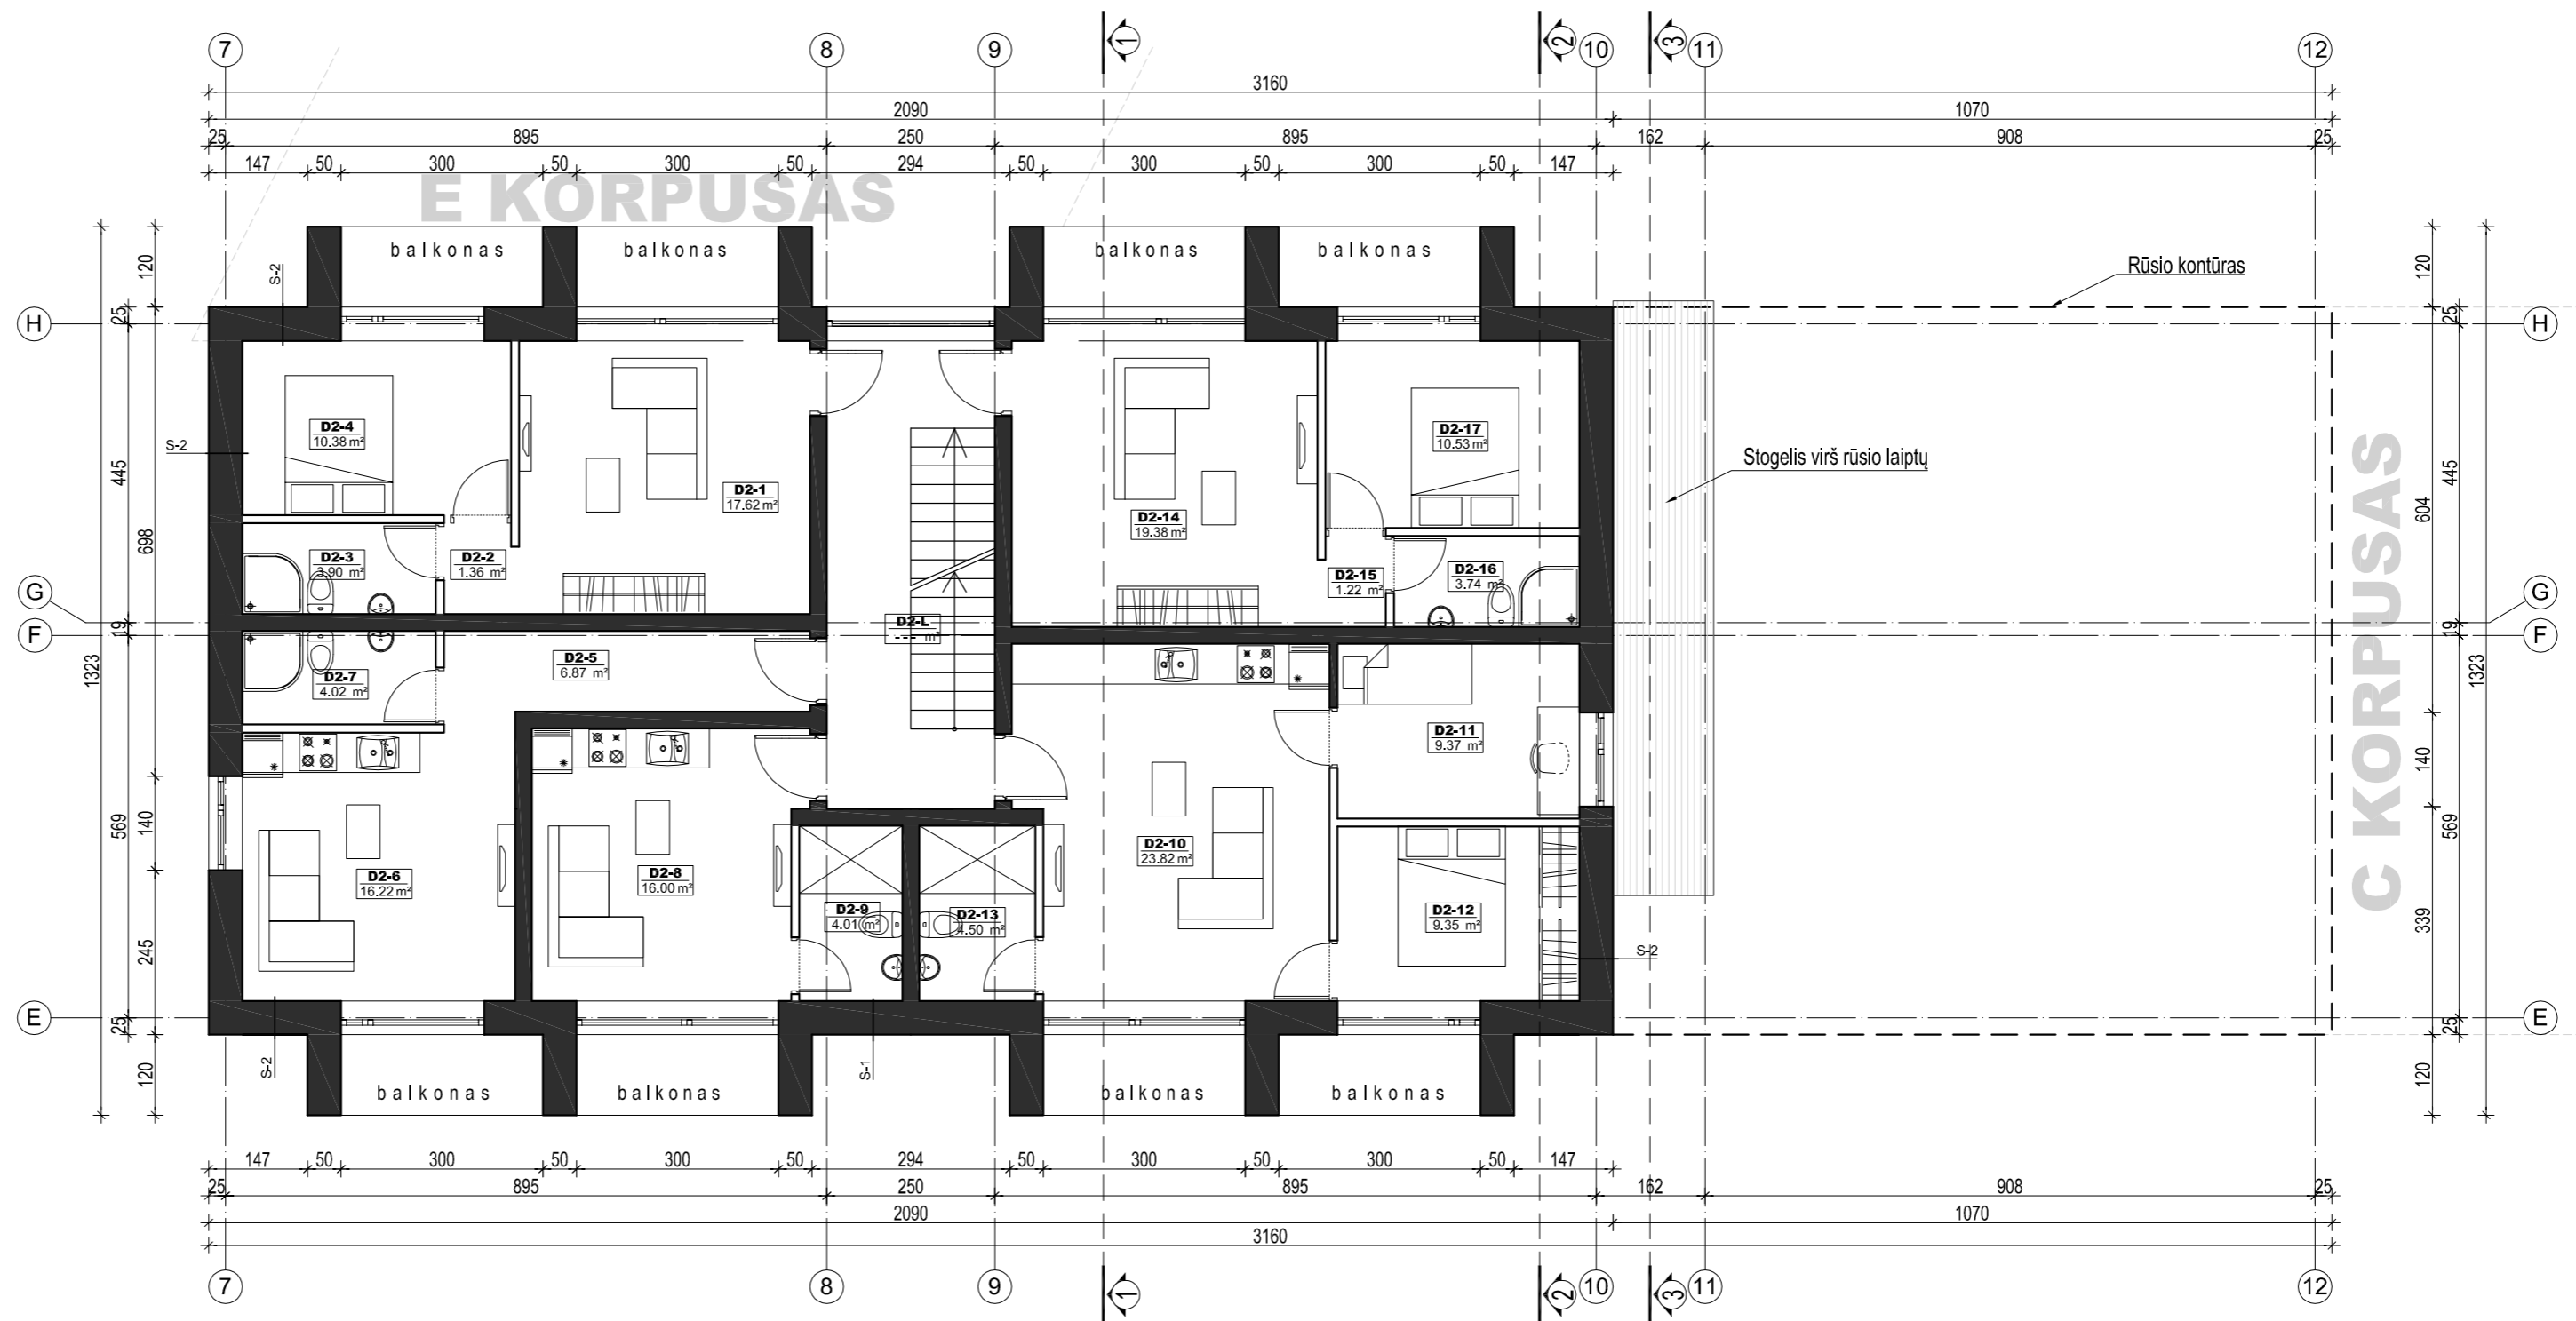 7 8 9 1 2 10 3 11 12
3160
2090 1070
25 895 250 895 162 908 25
147 50 300 50 300 50 294 50 300 50 300 50 147
E KORPUSAS
balkonas balkonas balkonas balkonas
120 S-2 120
Rūsio kontūras
H 25 25 H
D2-4
10.38 m²
D2-17
10.53 m²
S-2
Stogelis virš rūsio laiptų
445 445
D2-1
17.62 m²
D2-14
19.38 m²
698 604
D2-3
3.90 m²
D2-2
1.36 m²
D2-15
1.22 m²
D2-16
3.74 m²
G G
19 19
F F
D2-L
--- m²
1323 1323
C KORPUSAS
D2-5
6.87 m²
D2-7
4.02 m²
D2-11
9.37 m²
140
569 140 569
D2-10
23.82 m²
D2-6
16.22 m²
D2-8
16.00 m²
D2-9
4.01 m²
D2-13
4.50 m²
D2-12
9.35 m²
245 339
S-2
E 25 25 E
S-2 S-1
120 120
balkonas balkonas balkonas balkonas
147 50 300 50 300 50 294 50 300 50 300 50 147
25 895 250 895 162 908 25
2090 1070
3160
7 8 9 1 2 10 3 11 12